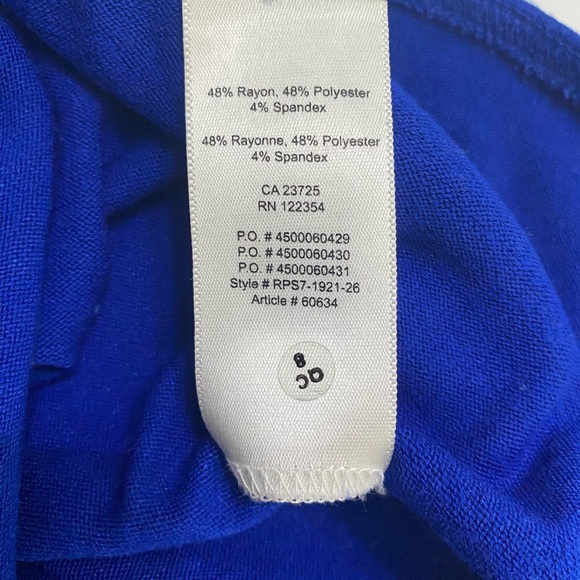 48% Rayon, 48% Polyester
4% Spandex
48% Rayonne, 48% Polyester
4% Spandex
CA 23725
RN 122354
P.O. # 4500060429
P.O. # 4500060430
P.O. # 4500060431
Style # RPS7-1921-26
Article # 60634
QC
8